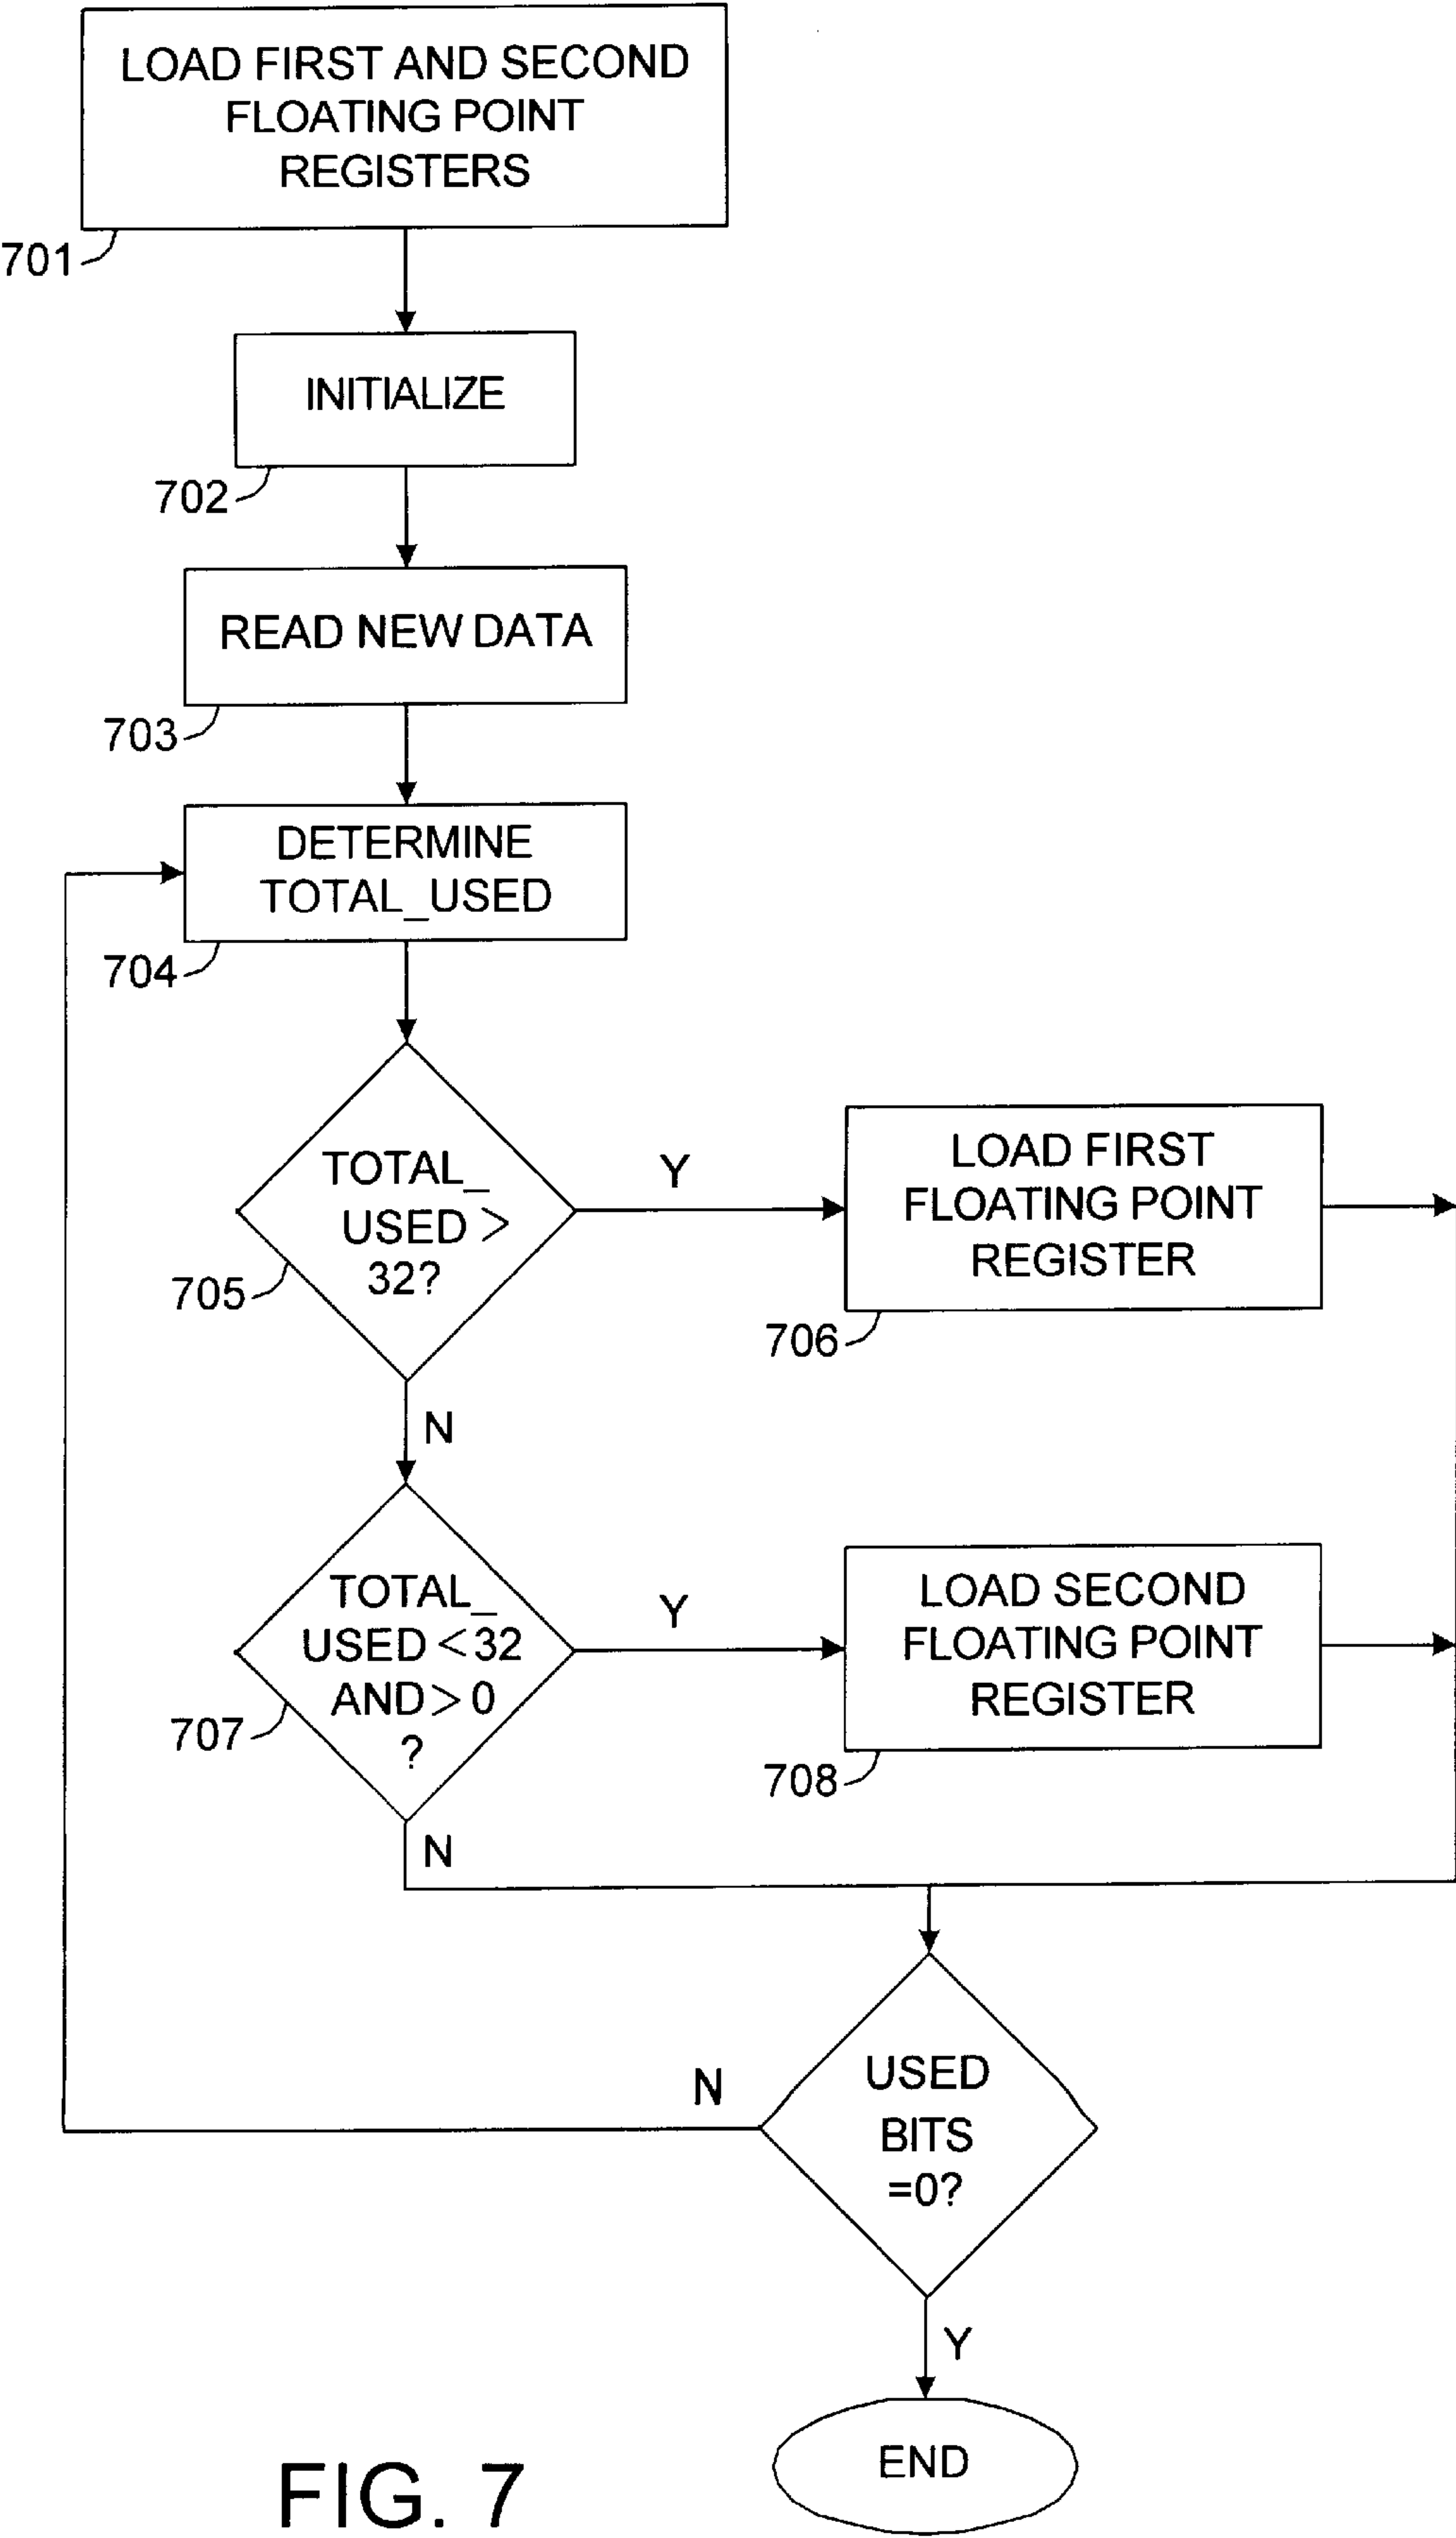 LOAD FIRST AND SECOND
FLOATING POINT
REGISTERS
701
INITIALIZE
702
READ NEW DATA
703
DETERMINE
TOTAL_USED
704
TOTAL_
USED >
32?
705
Y
LOAD FIRST
FLOATING POINT
REGISTER
706
N
TOTAL_
USED <32
AND > 0
?
707
Y
LOAD SECOND
FLOATING POINT
REGISTER
708
N
USED
BITS
=0?
N
Y
END
FIG. 7